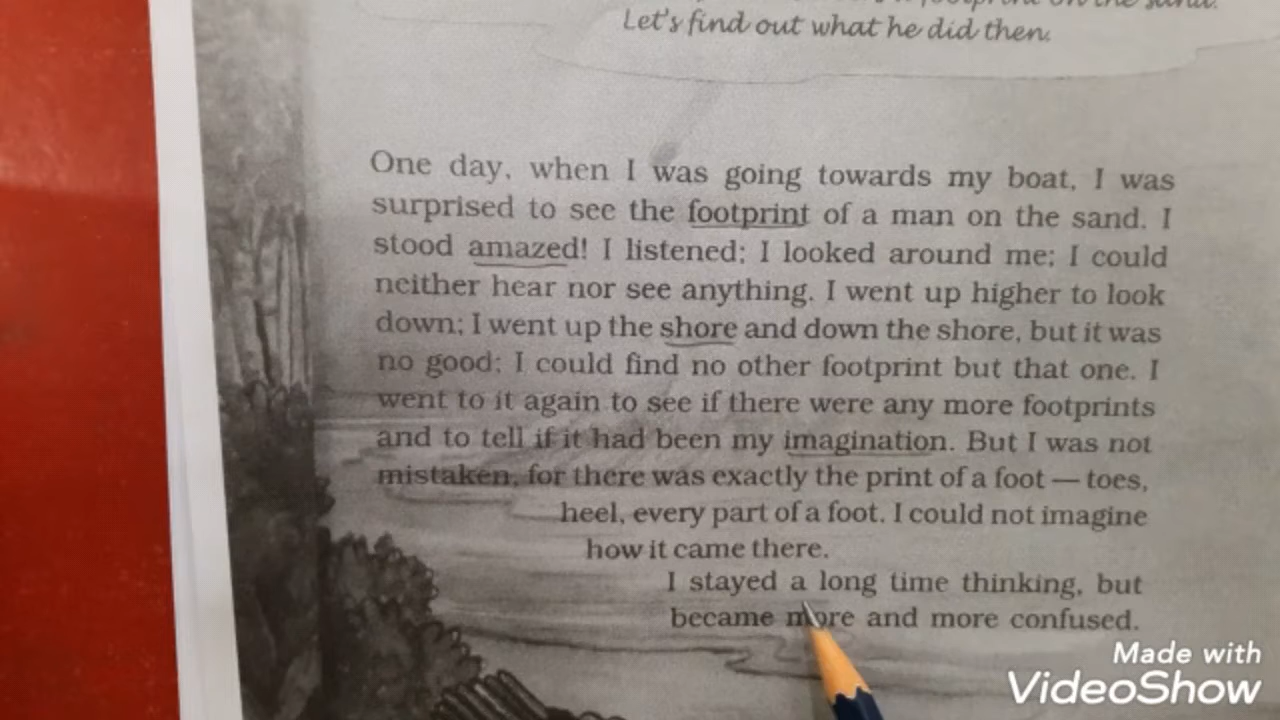 a footprint on the sand.
Let's find out what he did then.
One day, when I was going towards my boat, I was
surprised to see the footprint of a man on the sand. I
stood amazed! I listened; I looked around me; I could
neither hear nor see anything. I went up higher to look
down; I went up the shore and down the shore, but it was
no good; I could find no other footprint but that one. I
went to it again to see if there were any more footprints
and to tell if it had been my imagination. But I was not
mistaken, for there was exactly the print of a foot — toes,
heel, every part of a foot. I could not imagine
how it came there.
I stayed a long time thinking, but
became more and more confused.
Made with
VideoShow